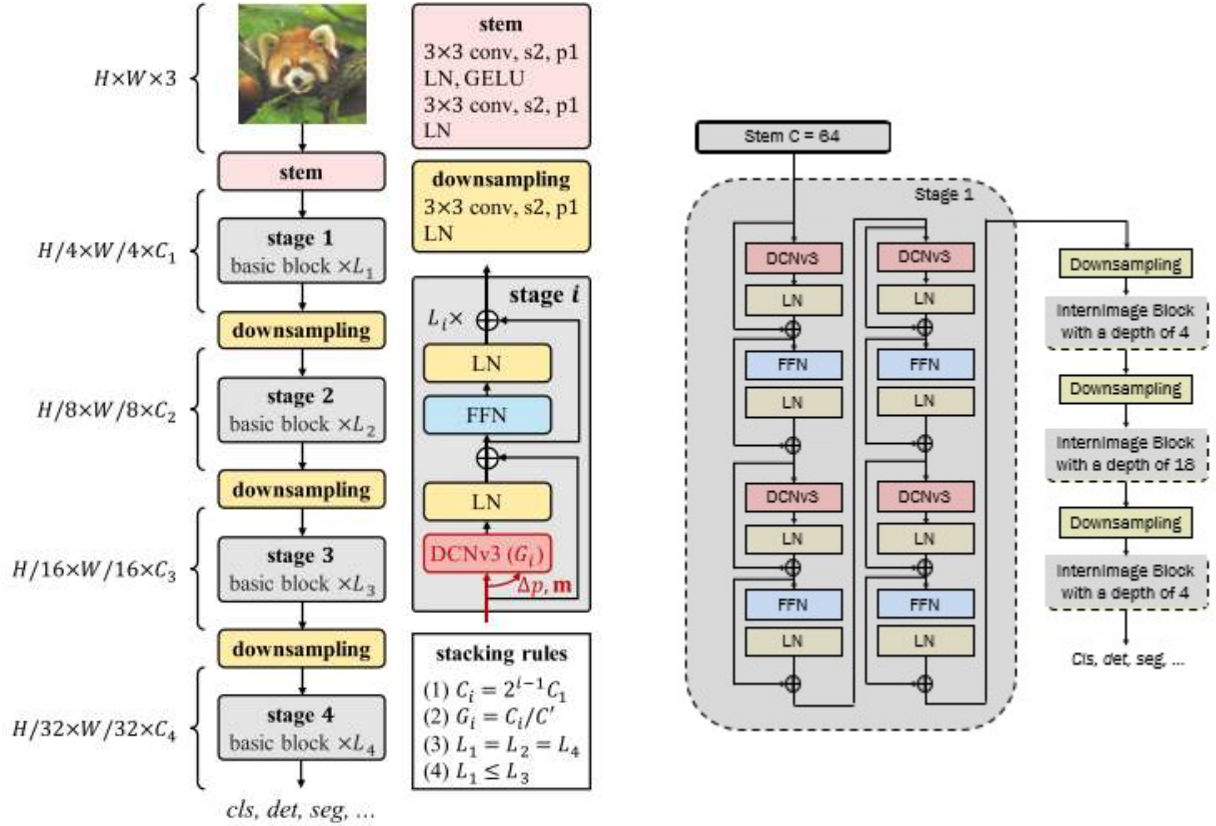 H×W×3
stem
H/4×W/4×C₁
stage 1
basic block ×L₁
downsampling
H/8×W/8×C₂
stage 2
basic block ×L₂
downsampling
H/16×W/16×C₃
stage 3
basic block ×L₃
downsampling
H/32×W/32×C₄
stage 4
basic block ×L₄
cls, det, seg, ...
stem
3×3 conv, s2, p1
LN, GELU
3×3 conv, s2, p1
LN
downsampling
3×3 conv, s2, p1
LN
stage i
Lᵢ×
LN
FFN
LN
DCNv3 (Gᵢ)
Δp, m
stacking rules
(1) Cᵢ = 2ⁱ⁻¹C₁
(2) Gᵢ = Cᵢ/C′
(3) L₁ = L₂ = L₄
(4) L₁ ≤ L₃
Stem C = 64
Stage 1
DCNv3
LN
FFN
LN
DCNv3
LN
FFN
LN
DCNv3
LN
FFN
LN
DCNv3
LN
FFN
LN
Downsampling
InternImage Block
with a depth of 4
Downsampling
InternImage Block
with a depth of 18
Downsampling
InternImage Block
with a depth of 4
Cls, det, seg, ...